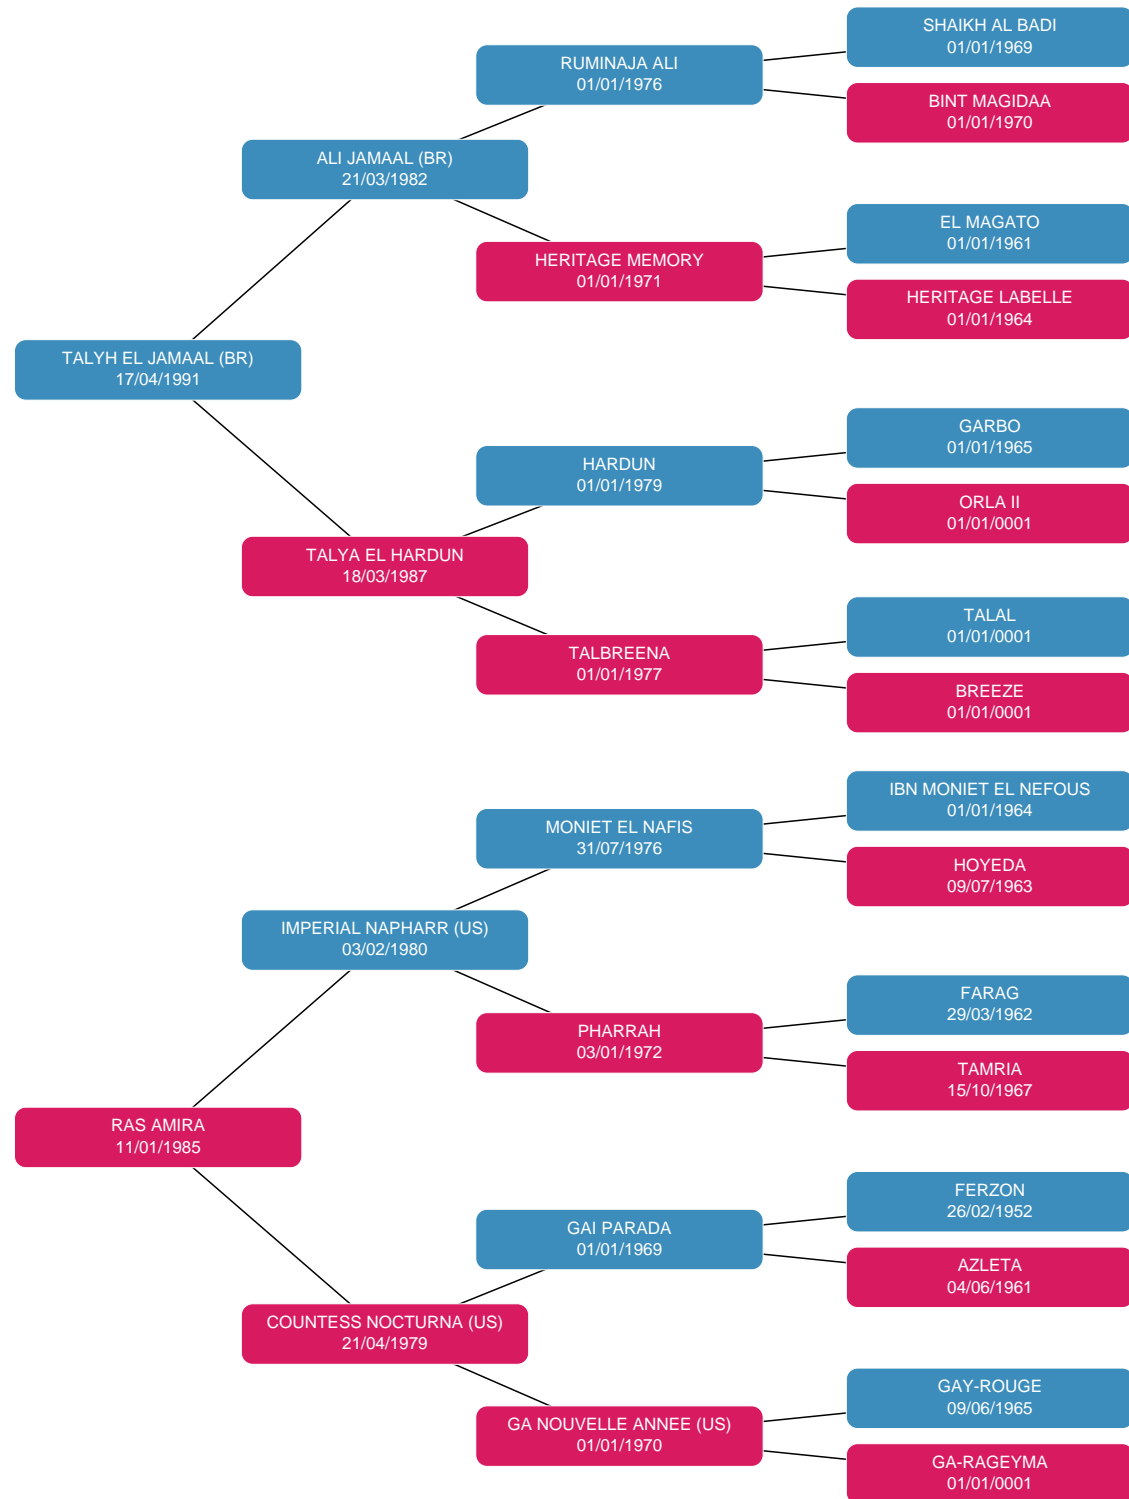 SHAIKH AL BADI
01/01/1969
RUMINAJA ALI
01/01/1976
BINT MAGIDAA
01/01/1970
ALI JAMAAL (BR)
21/03/1982
EL MAGATO
01/01/1961
HERITAGE MEMORY
01/01/1971
HERITAGE LABELLE
01/01/1964
TALYH EL JAMAAL (BR)
17/04/1991
GARBO
01/01/1965
HARDUN
01/01/1979
ORLA II
01/01/0001
TALYA EL HARDUN
18/03/1987
TALAL
01/01/0001
TALBREENA
01/01/1977
BREEZE
01/01/0001
IBN MONIET EL NEFOUS
01/01/1964
MONIET EL NAFIS
31/07/1976
HOYEDA
09/07/1963
IMPERIAL NAPHARR (US)
03/02/1980
FARAG
29/03/1962
PHARRAH
03/01/1972
TAMRIA
15/10/1967
RAS AMIRA
11/01/1985
FERZON
26/02/1952
GAI PARADA
01/01/1969
AZLETA
04/06/1961
COUNTESS NOCTURNA (US)
21/04/1979
GAY-ROUGE
09/06/1965
GA NOUVELLE ANNEE (US)
01/01/1970
GA-RAGEYMA
01/01/0001